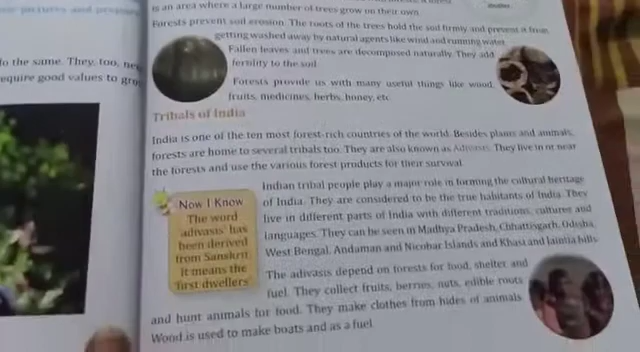 is an area where a large number of trees grow on their own.
Forests prevent soil erosion. The roots of the trees hold the soil firmly and prevent it from
getting washed away by natural agents like wind and running water.
Fallen leaves and trees are decomposed naturally. They add
fertility to the soil.
Forests provide us with many useful things like wood,
fruits, medicines, herbs, honey, etc.
Tribals of India
India is one of the ten most forest-rich countries of the world. Besides plants and animals,
forests are home to several tribals too. They are also known as Adivasis. They live in or near
the forests and use the various forest products for their survival.
Indian tribal people play a major role in forming the cultural heritage
of India. They are considered to be the true habitants of India. They
live in different parts of India with different traditions, cultures and
languages. They can be seen in Madhya Pradesh, Chhattisgarh, Odisha,
West Bengal, Andaman and Nicobar Islands and Khasi and Jaintia hills.
Now I Know
The word
'adivasis' has
been derived
from Sanskrit.
It means the
first dwellers
The adivasis depend on forests for food, shelter and
fuel. They collect fruits, berries, nuts, edible roots
and hunt animals for food. They make clothes from hides of animals.
Wood is used to make boats and as a fuel.
pictures and
fo the same. They, too,
equire good values to